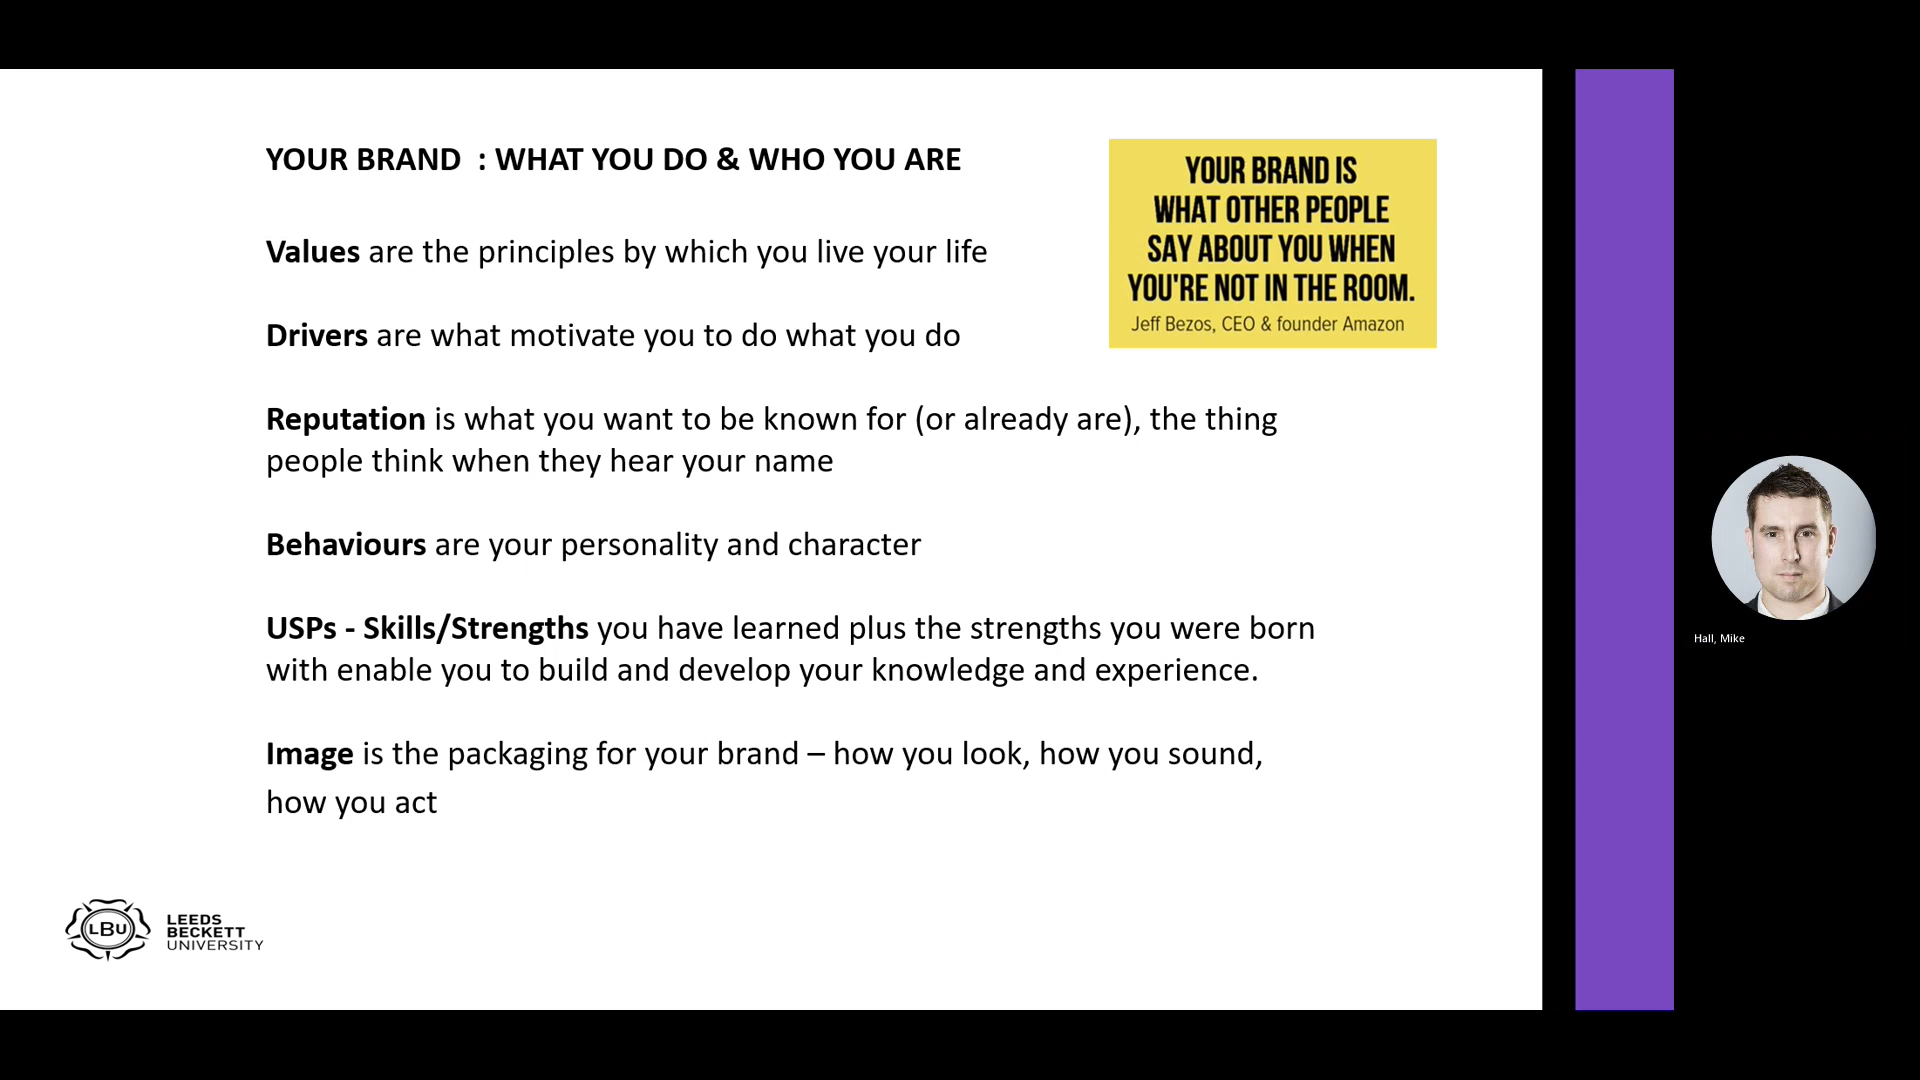 YOUR BRAND  : WHAT YOU DO & WHO YOU ARE
YOUR BRAND IS
WHAT OTHER PEOPLE
SAY ABOUT YOU WHEN
YOU'RE NOT IN THE ROOM.
Jeff Bezos, CEO & founder Amazon
Values are the principles by which you live your life
Drivers are what motivate you to do what you do
Reputation is what you want to be known for (or already are), the thing
people think when they hear your name
Behaviours are your personality and character
USPs - Skills/Strengths you have learned plus the strengths you were born
with enable you to build and develop your knowledge and experience.
Image is the packaging for your brand – how you look, how you sound,
how you act
Hall, Mike
LBU
LEEDS
BECKETT
UNIVERSITY